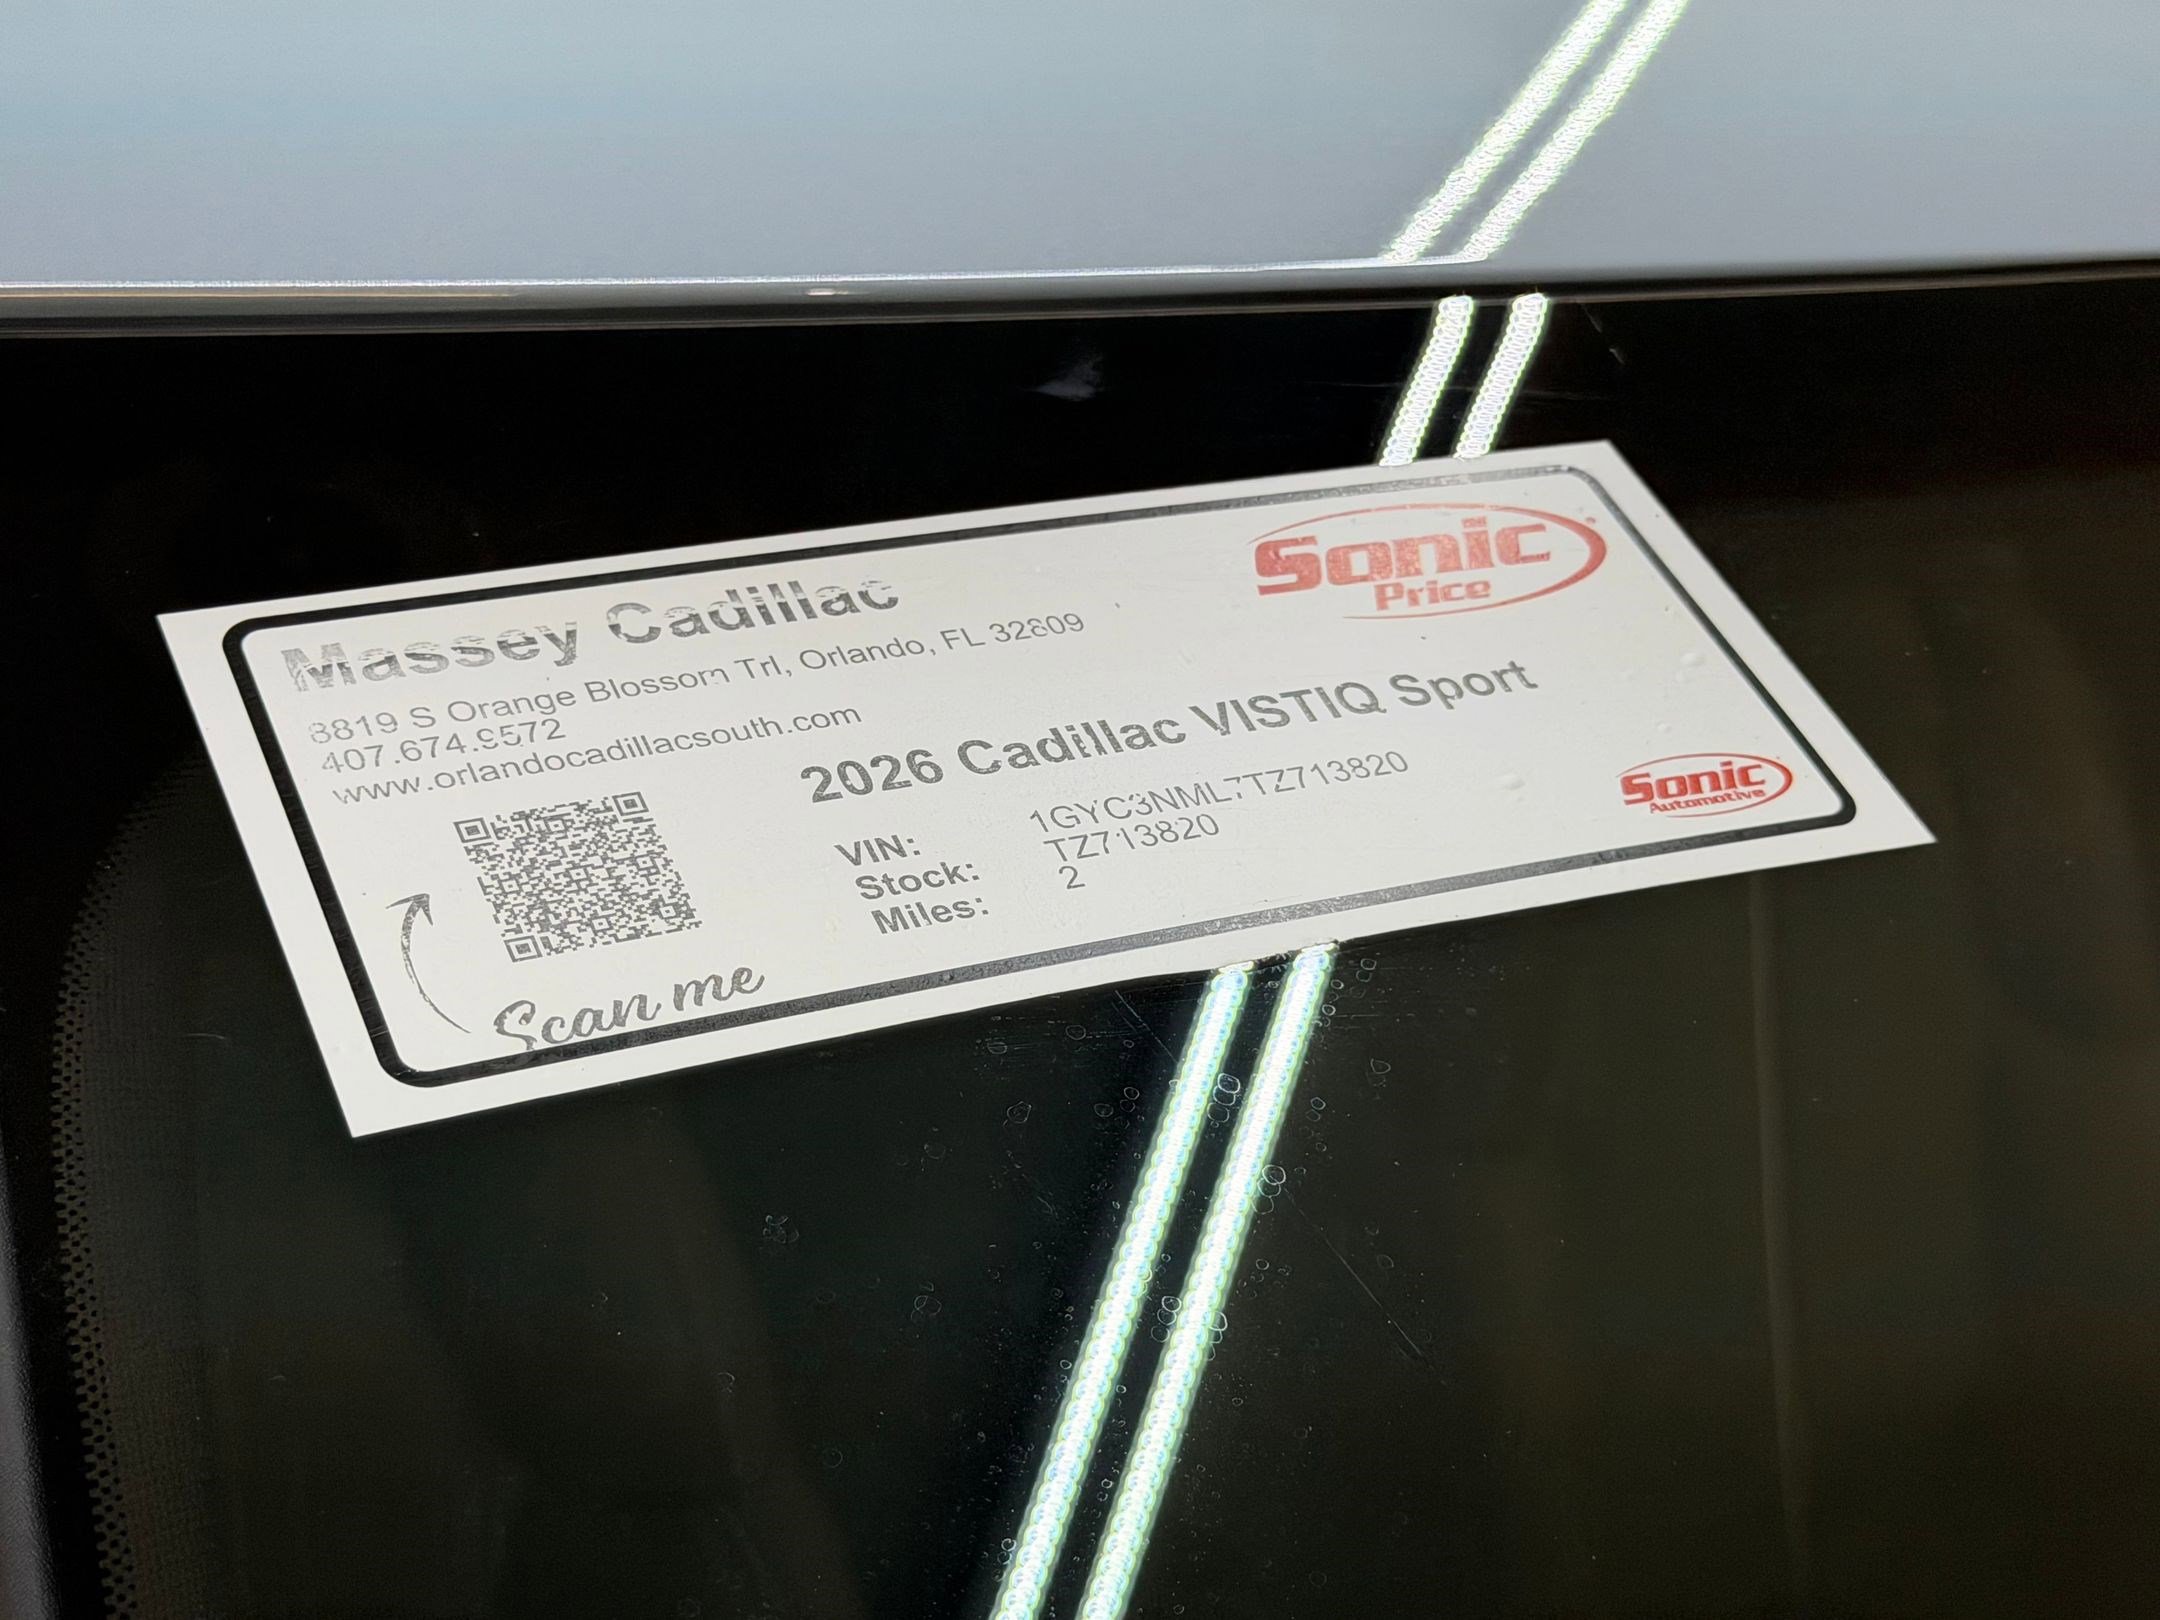 Massey Cadillac
8819 S Orange Blossom Trl, Orlando, FL 32809
407.674.9572
www.orlandocadillacsouth.com
Sonic
Price
2026 Cadillac VISTIQ Sport
VIN: 1GYC3NML7TZ713820
Stock: TZ713820
Miles: 2
Scan me
Sonic
Automotive